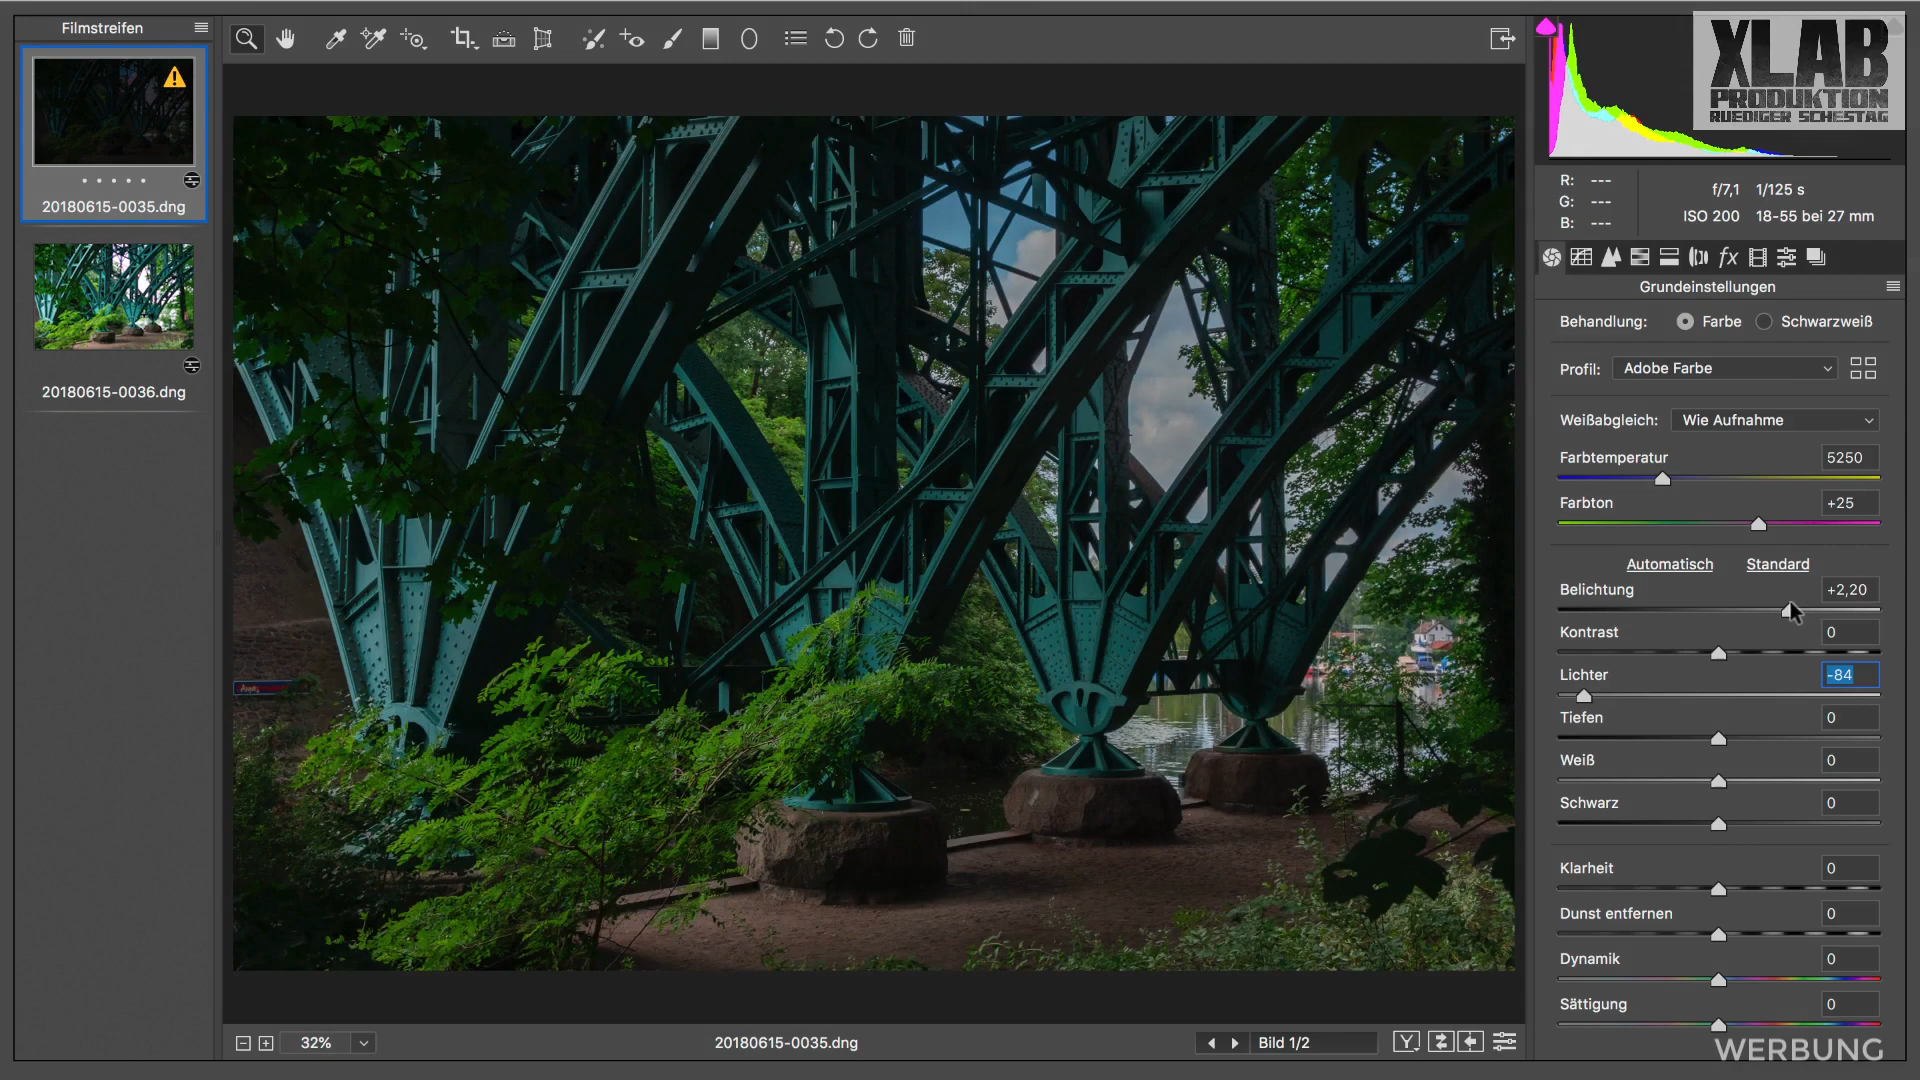 Filmstreifen
20180615-0035.dng
20180615-0036.dng
XLAB
PRODUKTION
RUEDIGER SCHESTAG
R: ---
G: ---
B: ---
f/7,1 1/125 s
ISO 200 18-55 bei 27 mm
fx
Grundeinstellungen
Behandlung: Farbe Schwarzweiß
Profil: Adobe Farbe
Weißabgleich: Wie Aufnahme
Farbtemperatur 5250
Farbton +25
Automatisch Standard
Belichtung +2,20
Kontrast 0
Lichter -84
Tiefen 0
Weiß 0
Schwarz 0
Klarheit 0
Dunst entfernen 0
Dynamik 0
Sättigung 0
32%
20180615-0035.dng
Bild 1/2
Y
WERBUNG